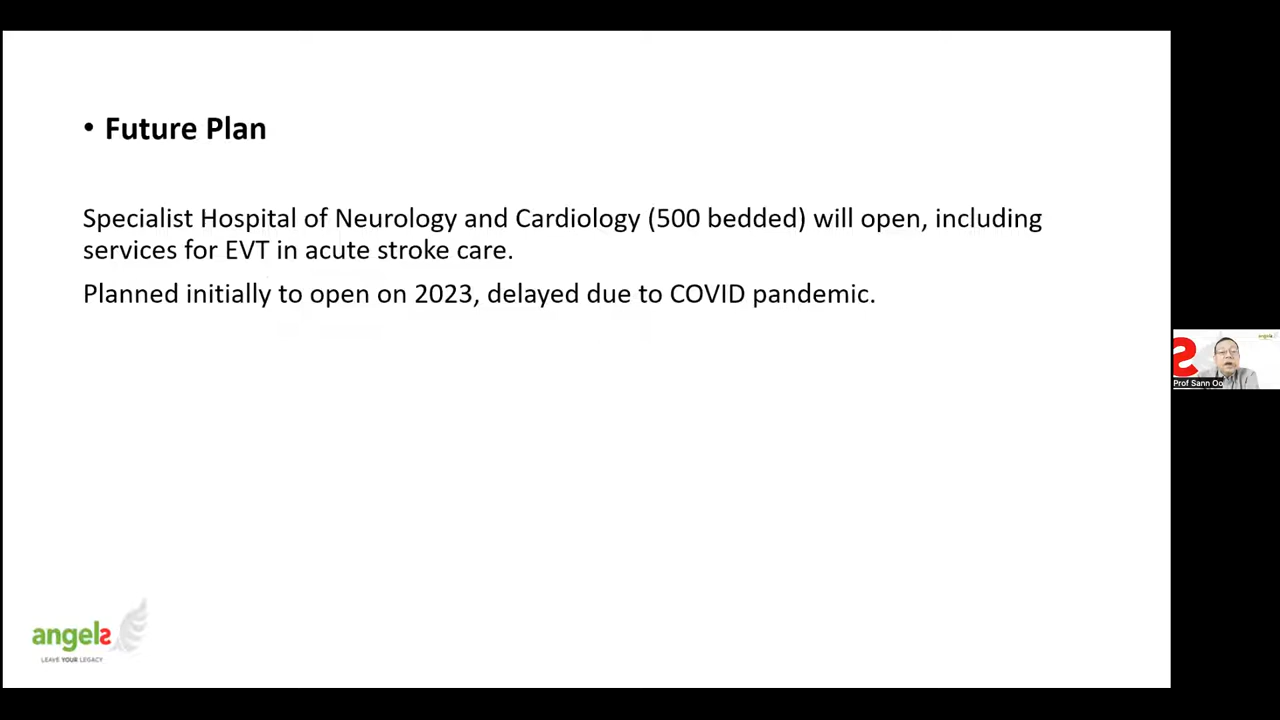 • Future Plan
Specialist Hospital of Neurology and Cardiology (500 bedded) will open, including
services for EVT in acute stroke care.
Planned initially to open on 2023, delayed due to COVID pandemic.
Prof Sann Oo
angels
LEAVE YOUR LEGACY